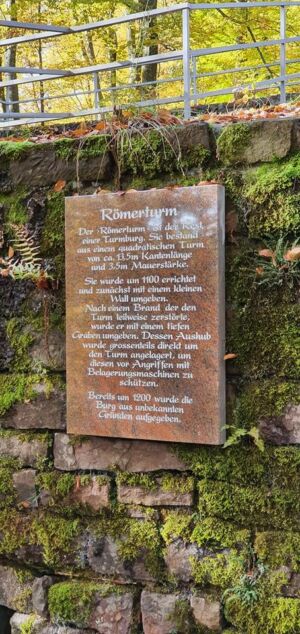 Römerturm
Der "Römerturm" ist der Rest
einer Turmburg. Sie bestand
aus einem quadratischen Turm
von ca. 13,5m Kantenlänge
und 3,5m Mauerstärke.
Sie wurde um 1100 errichtet
und zunächst mit einem kleinen
Wall umgeben.
Nach einem Brand der den
Turm teilweise zerstörte,
wurde er mit einem tiefen
Graben umgeben. Dessen Aushub
wurde grossenteils direkt um
den Turm angelagert, um
diesen vor Angriffen mit
Belagerungsmaschinen zu
schützen.
Bereits um 1200 wurde die
Burg aus unbekannten
Gründen aufgegeben.